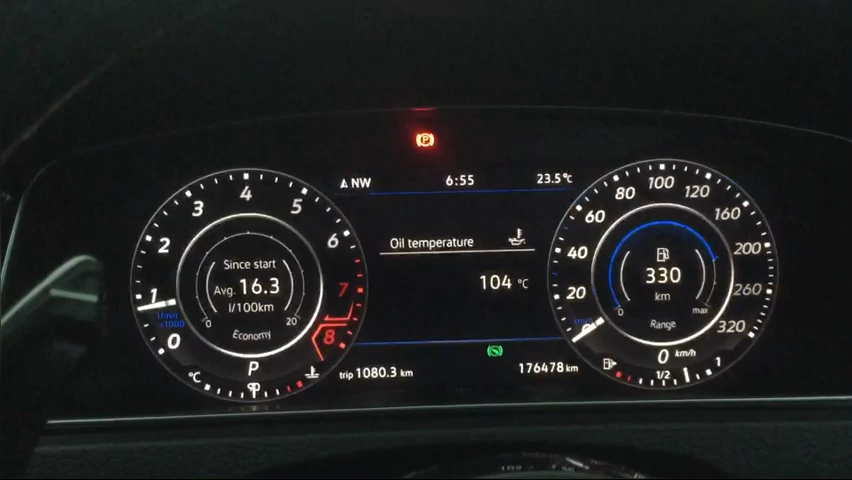 P
NW 6:55 23.5°C
4
3 5
2 6
1 7
l/min
x1000
0 8
Since start
Avg. 16.3
l/100km
0 20
Economy
P
°C
Oil temperature
104 °C
trip 1080.3 km 176478 km
80 100 120
60 160
40 200
20 260
0 320
330
km
0 max
Range
0 km/h
1/2 1